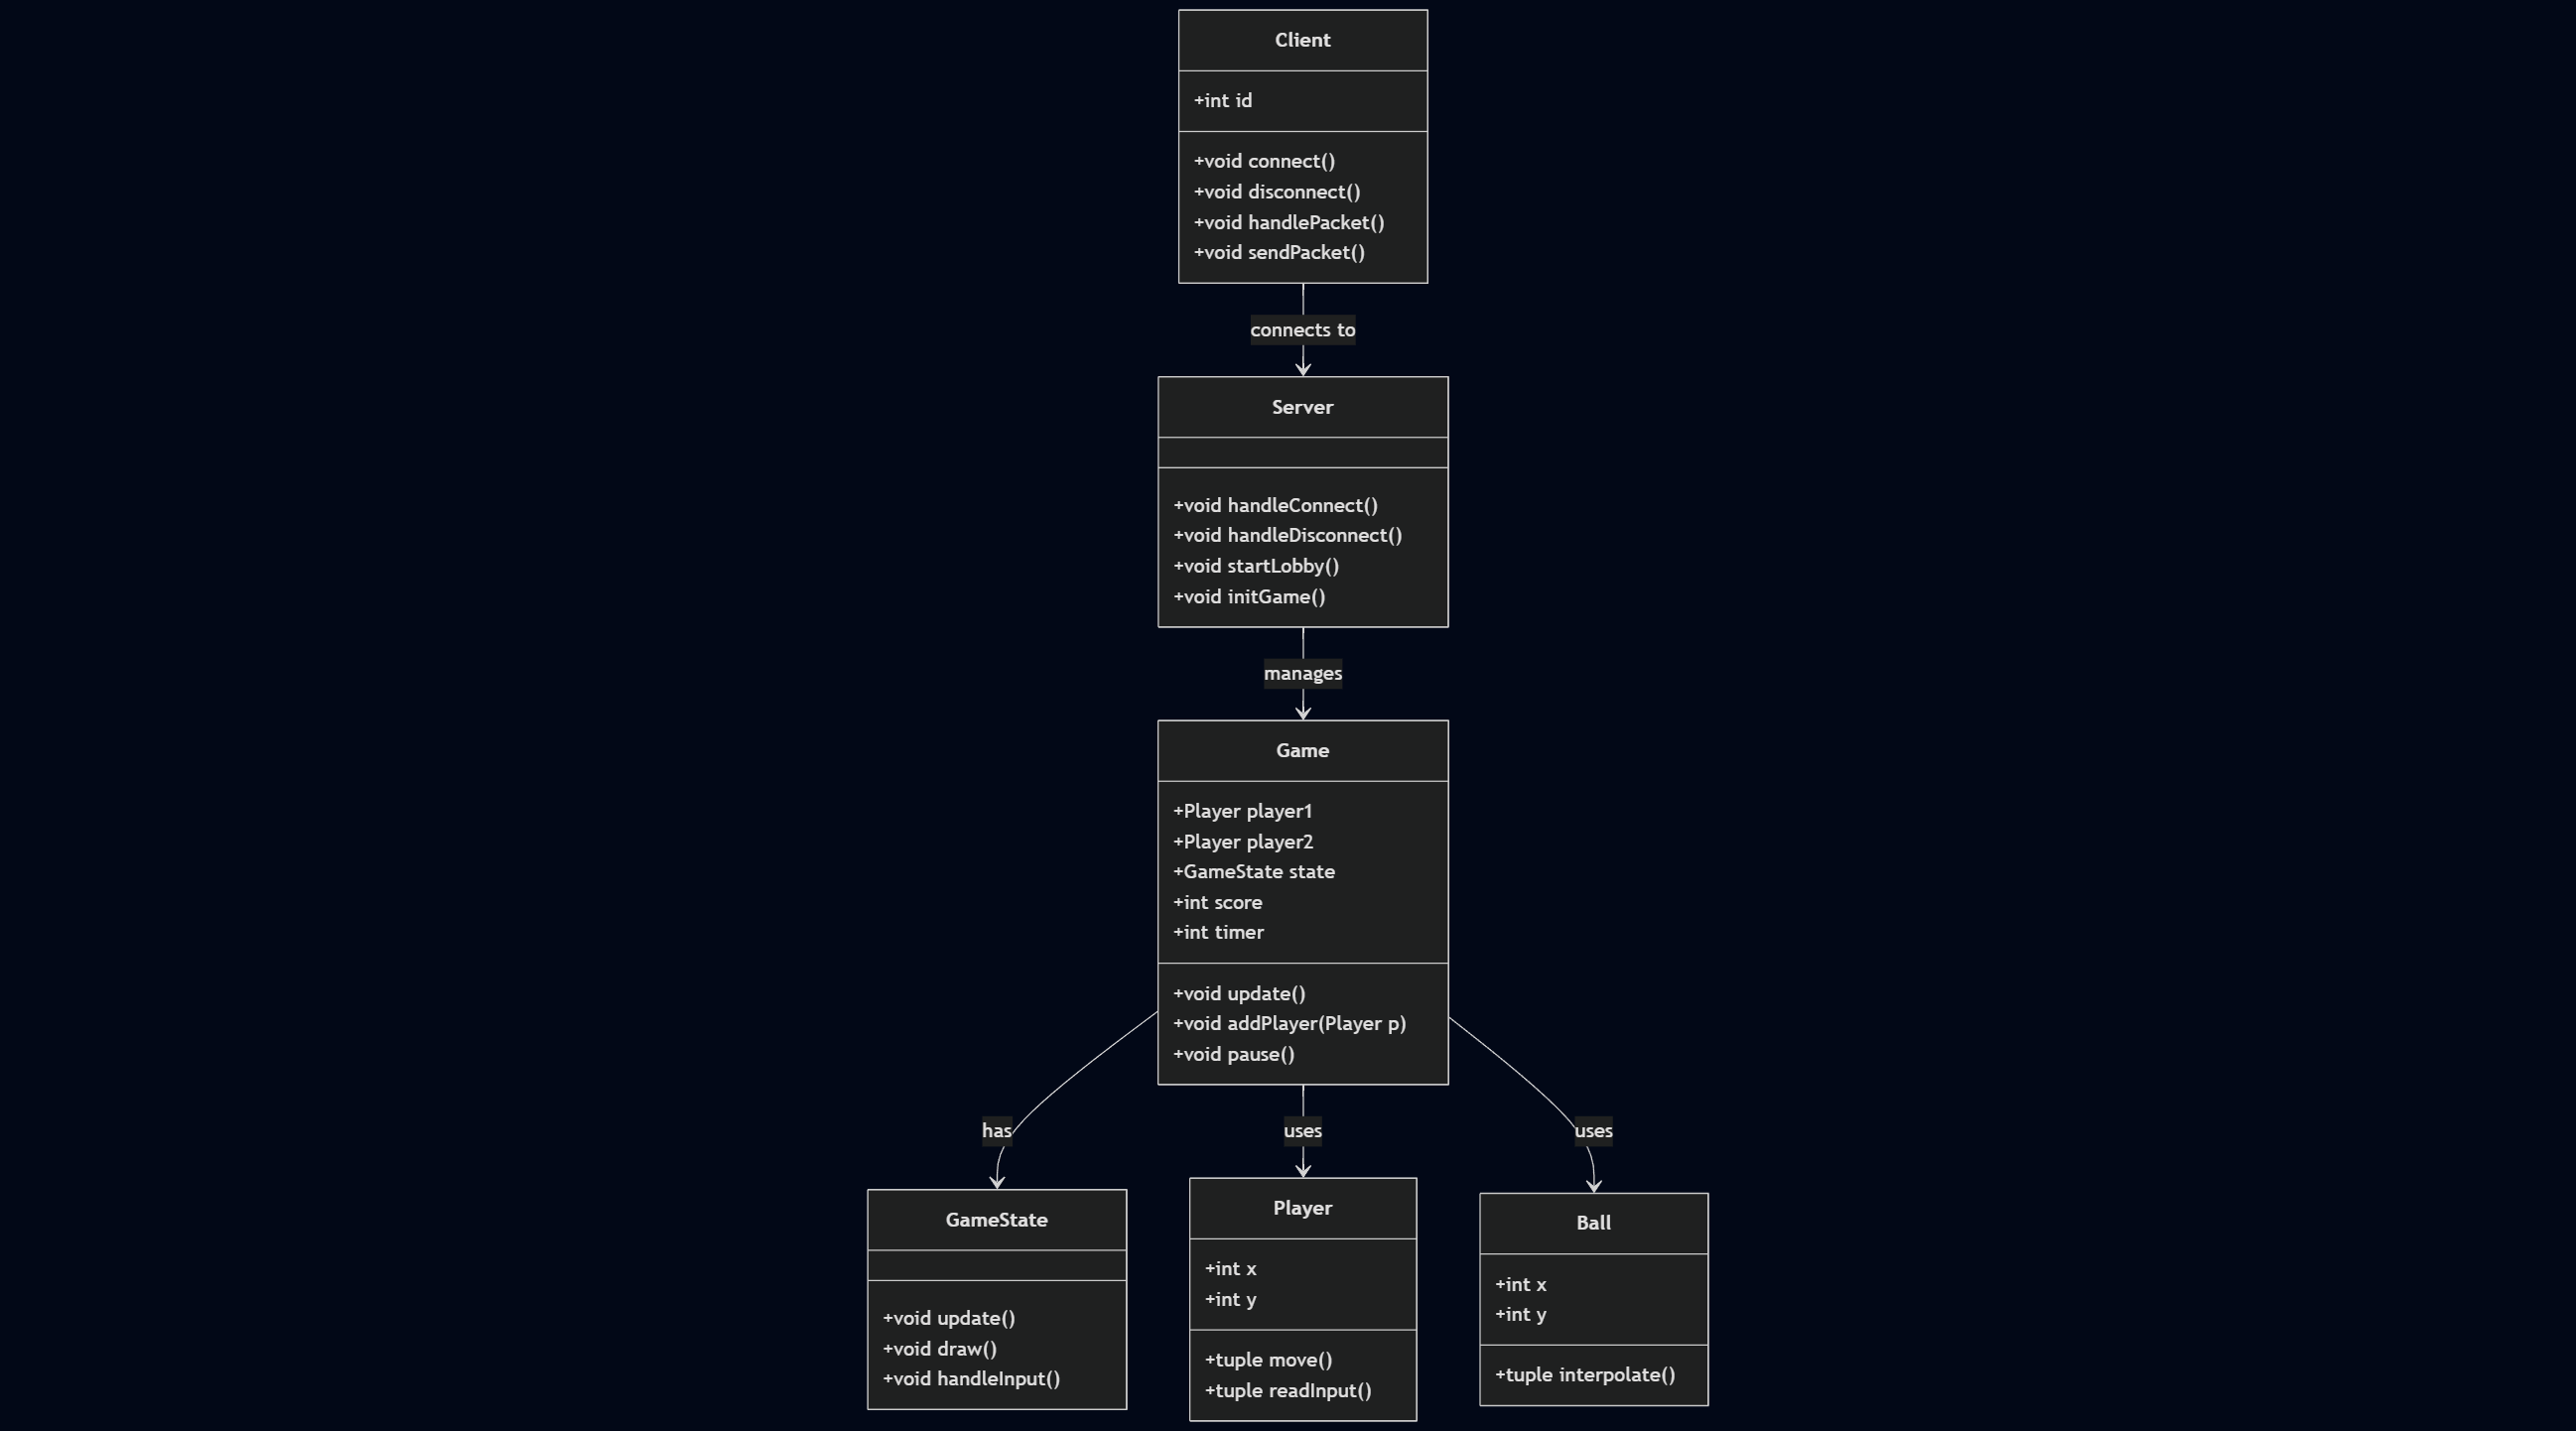 Client
+int id
+void connect()
+void disconnect()
+void handlePacket()
+void sendPacket()
connects to
Server
+void handleConnect()
+void handleDisconnect()
+void startLobby()
+void initGame()
manages
Game
+Player player1
+Player player2
+GameState state
+int score
+int timer
+void update()
+void addPlayer(Player p)
+void pause()
has
uses
uses
GameState
+void update()
+void draw()
+void handleInput()
Player
+int x
+int y
+tuple move()
+tuple readInput()
Ball
+int x
+int y
+tuple interpolate()